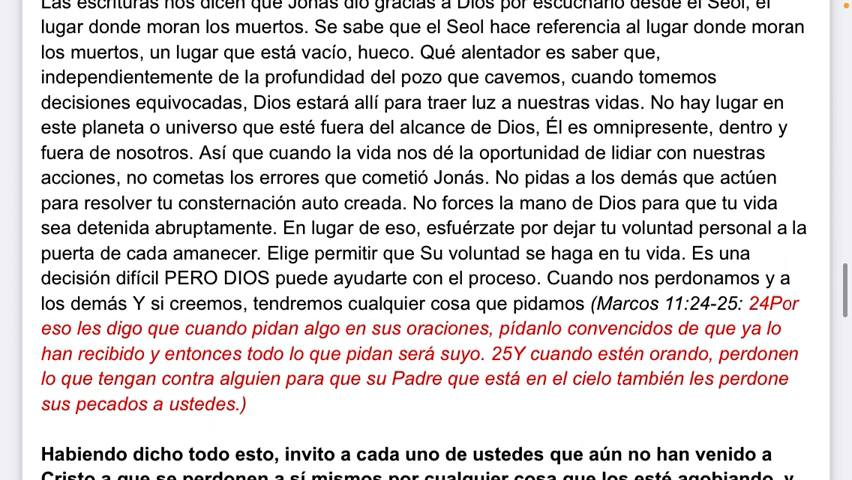 Las escrituras nos dicen que Jonás dio gracias a Dios por escucharlo desde el Seol, el
lugar donde moran los muertos. Se sabe que el Seol hace referencia al lugar donde moran
los muertos, un lugar que está vacío, hueco. Qué alentador es saber que,
independientemente de la profundidad del pozo que cavemos, cuando tomemos
decisiones equivocadas, Dios estará allí para traer luz a nuestras vidas. No hay lugar en
este planeta o universo que esté fuera del alcance de Dios, Él es omnipresente, dentro y
fuera de nosotros. Así que cuando la vida nos dé la oportunidad de lidiar con nuestras
acciones, no cometas los errores que cometió Jonás. No pidas a los demás que actúen
para resolver tu consternación auto creada. No forces la mano de Dios para que tu vida
sea detenida abruptamente. En lugar de eso, esfuérzate por dejar tu voluntad personal a la
puerta de cada amanecer. Elige permitir que Su voluntad se haga en tu vida. Es una
decisión difícil PERO DIOS puede ayudarte con el proceso. Cuando nos perdonamos y a
los demás Y si creemos, tendremos cualquier cosa que pidamos (Marcos 11:24-25: 24Por
eso les digo que cuando pidan algo en sus oraciones, pídanlo convencidos de que ya lo
han recibido y entonces todo lo que pidan será suyo. 25Y cuando estén orando, perdonen
lo que tengan contra alguien para que su Padre que está en el cielo también les perdone
sus pecados a ustedes.)
Habiendo dicho todo esto, invito a cada uno de ustedes que aún no han venido a
Cristo a que se perdonen a sí mismos por cualquier cosa que los esté agobiando, y